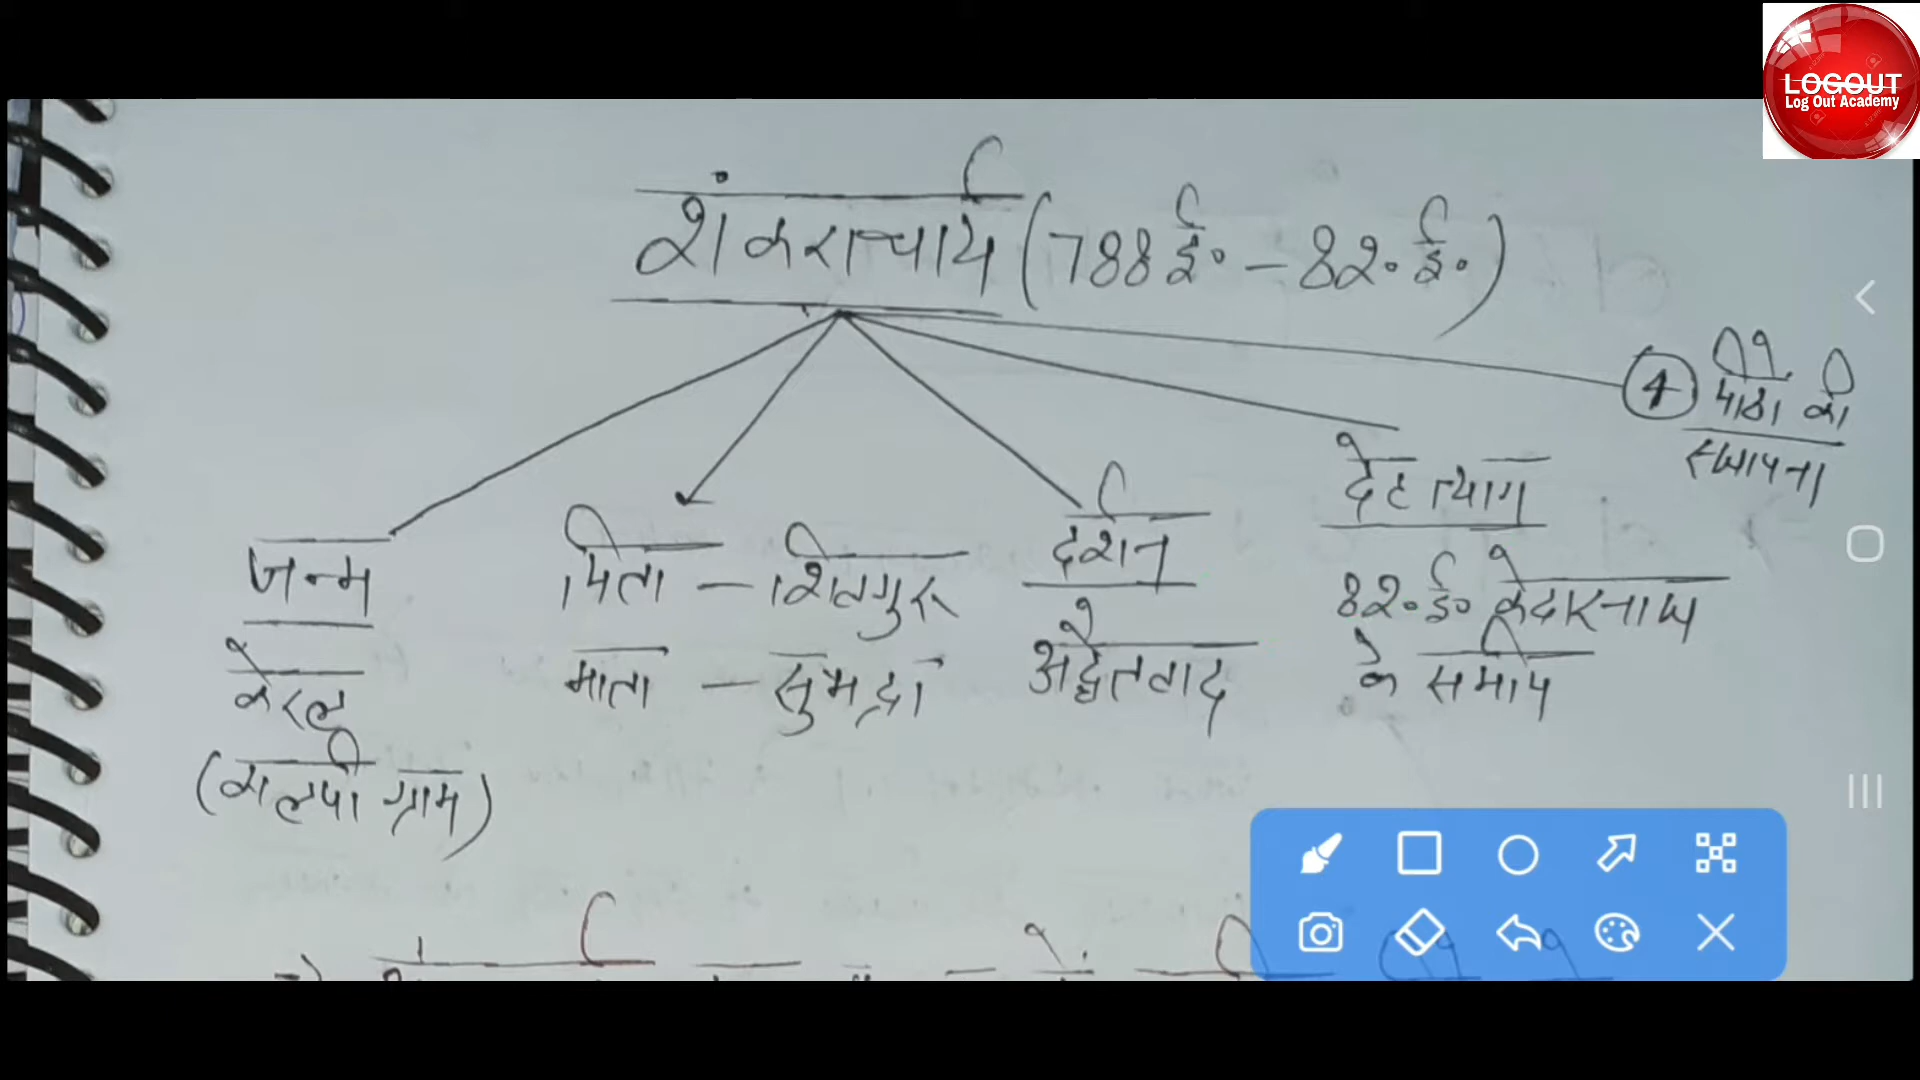 LOGOUT
Log Out Academy
शंकराचार्य (788 ई० – 820 ई०)
④ पीठों की
स्थापना
जन्म
केरल
(कल्पी ग्राम)
पिता – शिवगुरू
माता – सुभद्रा
दर्शन
अद्वैतवाद
देह त्याग
820 ई० केदारनाथ
के समीप